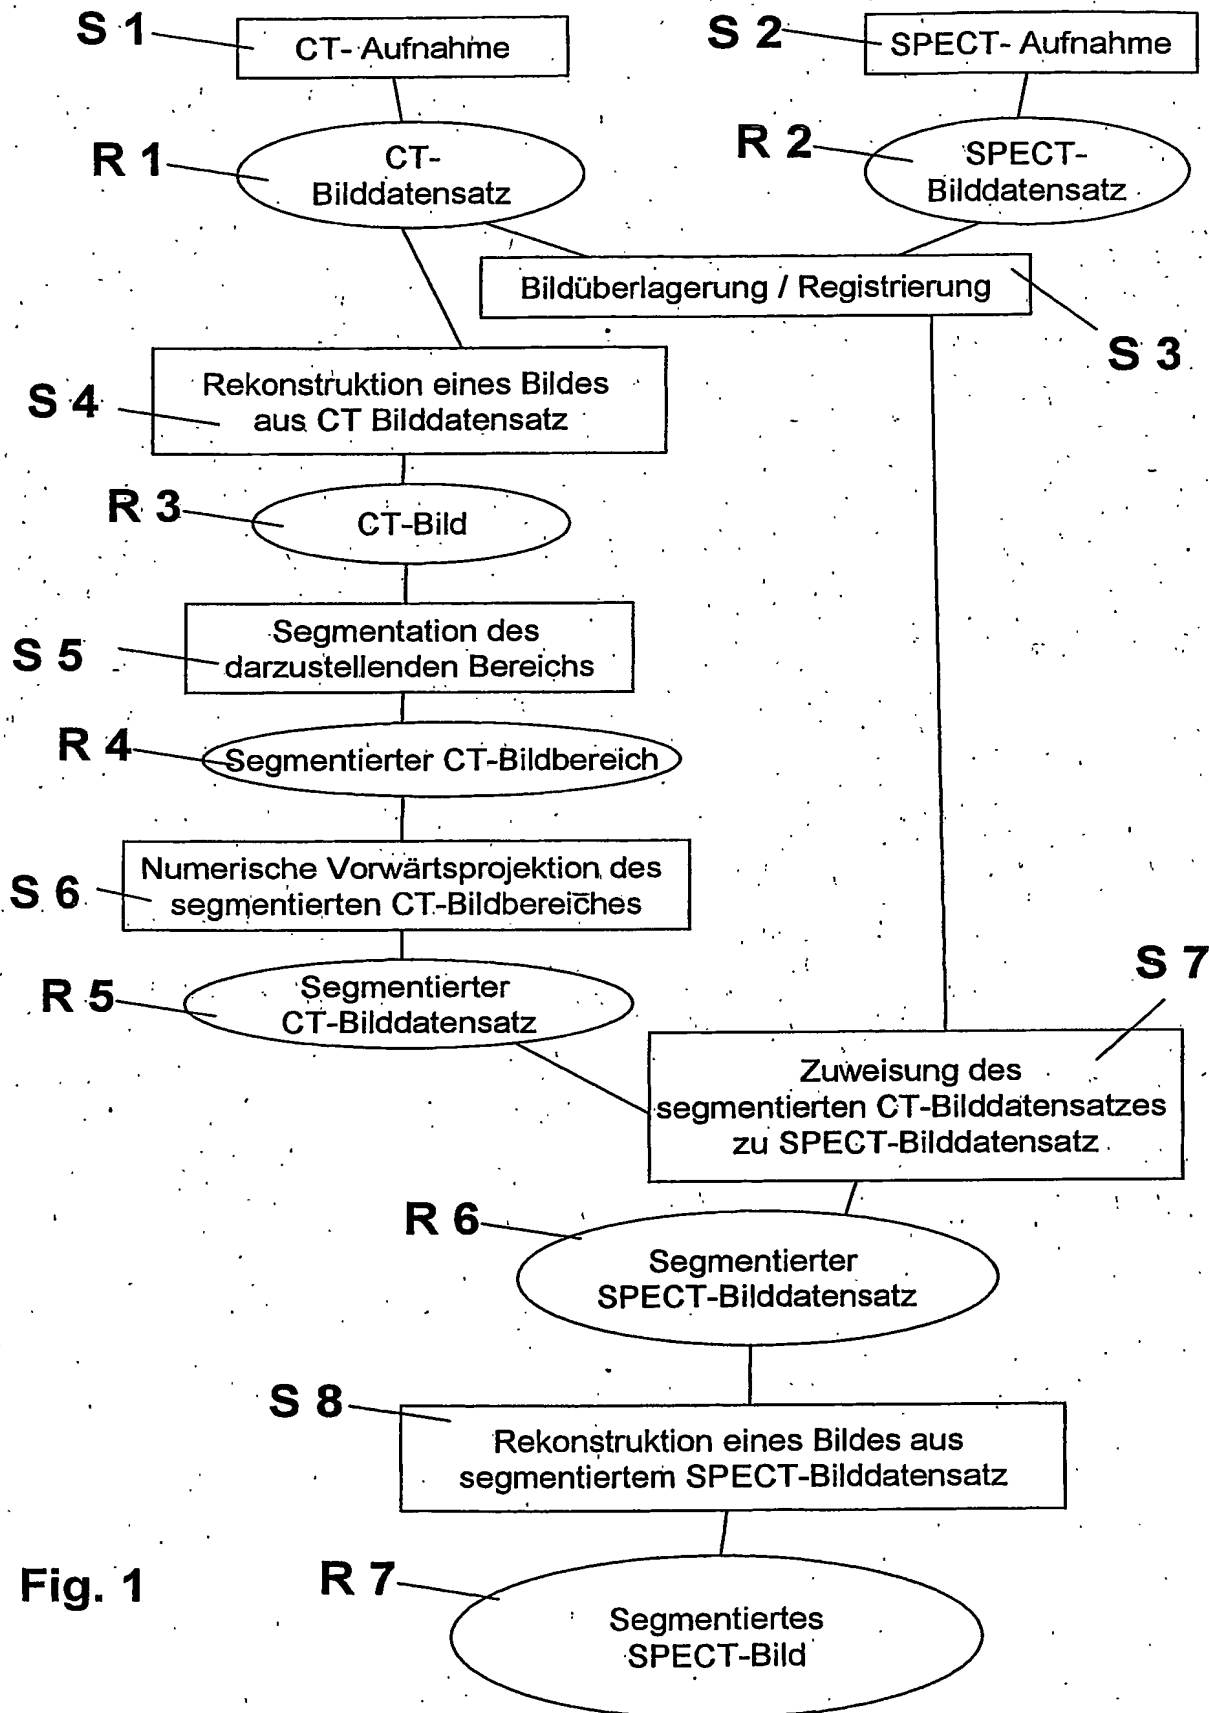 S 1
CT- Aufnahme
S 2
SPECT- Aufnahme
R 1
CT-
Bilddatensatz
R 2
SPECT-
Bilddatensatz
Bildüberlagerung / Registrierung
S 3
S 4
Rekonstruktion eines Bildes
aus CT Bilddatensatz
R 3
CT-Bild
S 5
Segmentation des
darzustellenden Bereichs
R 4
Segmentierter CT-Bildbereich
S 6
Numerische Vorwärtsprojektion des
segmentierten CT-Bildbereiches
R 5
Segmentierter
CT-Bilddatensatz
S 7
Zuweisung des
segmentierten CT-Bilddatensatzes
zu SPECT-Bilddatensatz
R 6
Segmentierter
SPECT-Bilddatensatz
S 8
Rekonstruktion eines Bildes aus
segmentiertem SPECT-Bilddatensatz
Fig. 1
R 7
Segmentiertes
SPECT-Bild